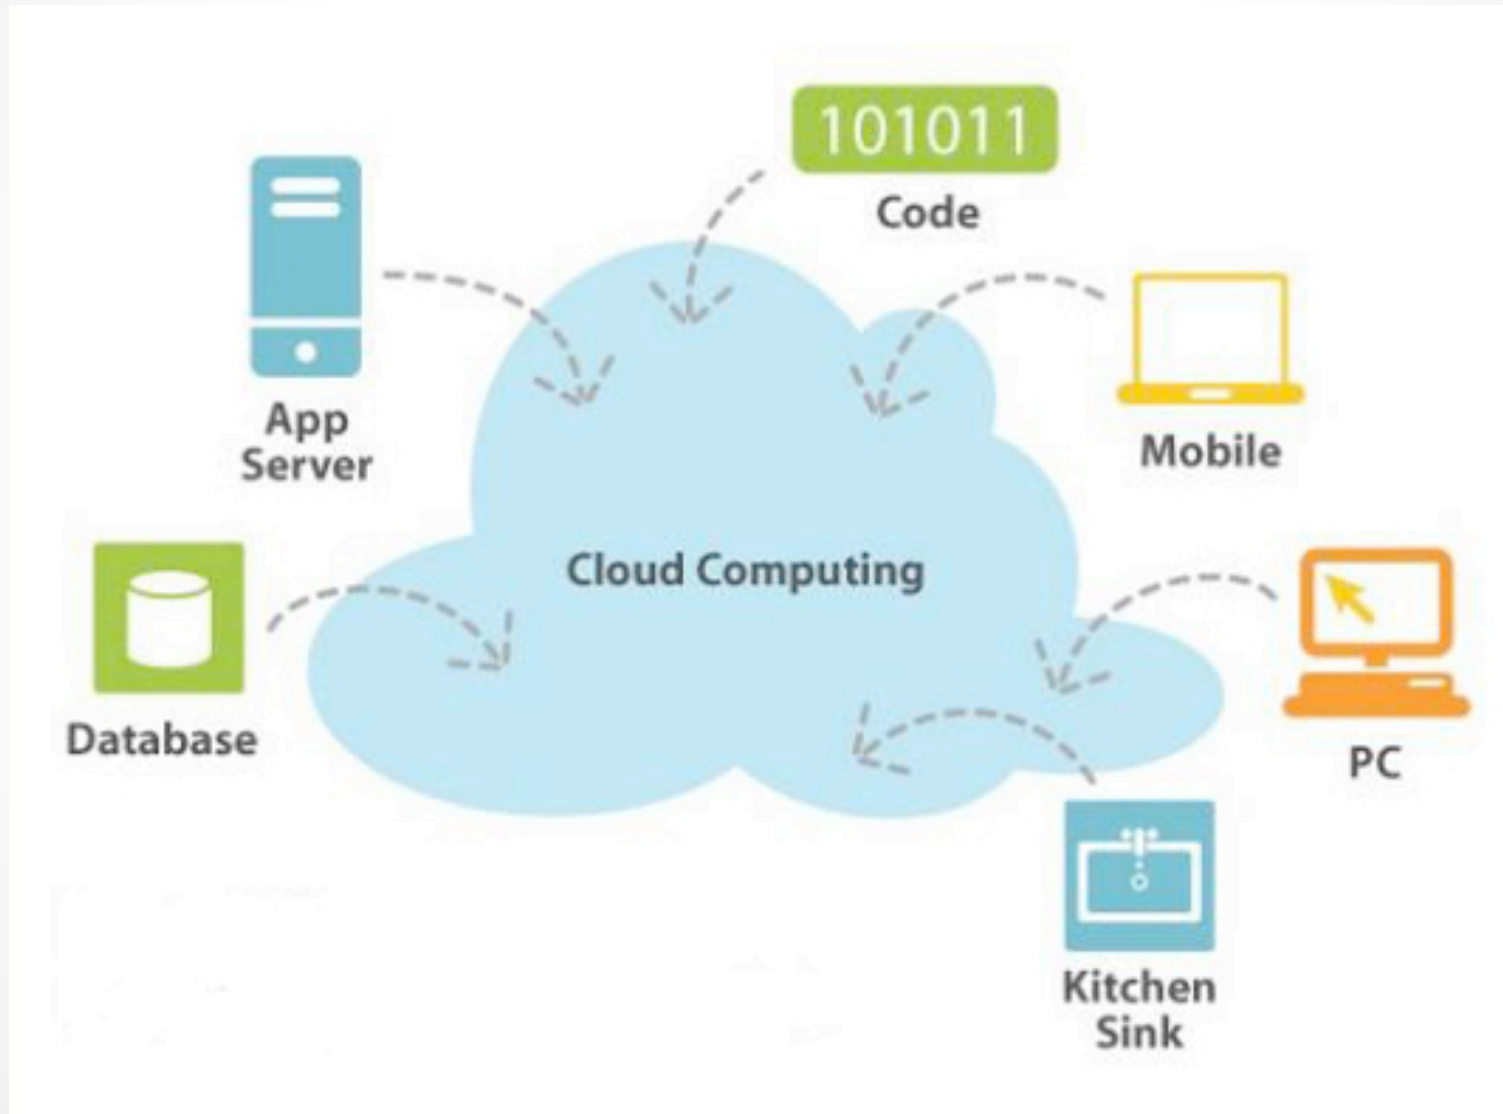 101011
Code
App
Server
Mobile
Cloud Computing
Database
PC
Kitchen
Sink